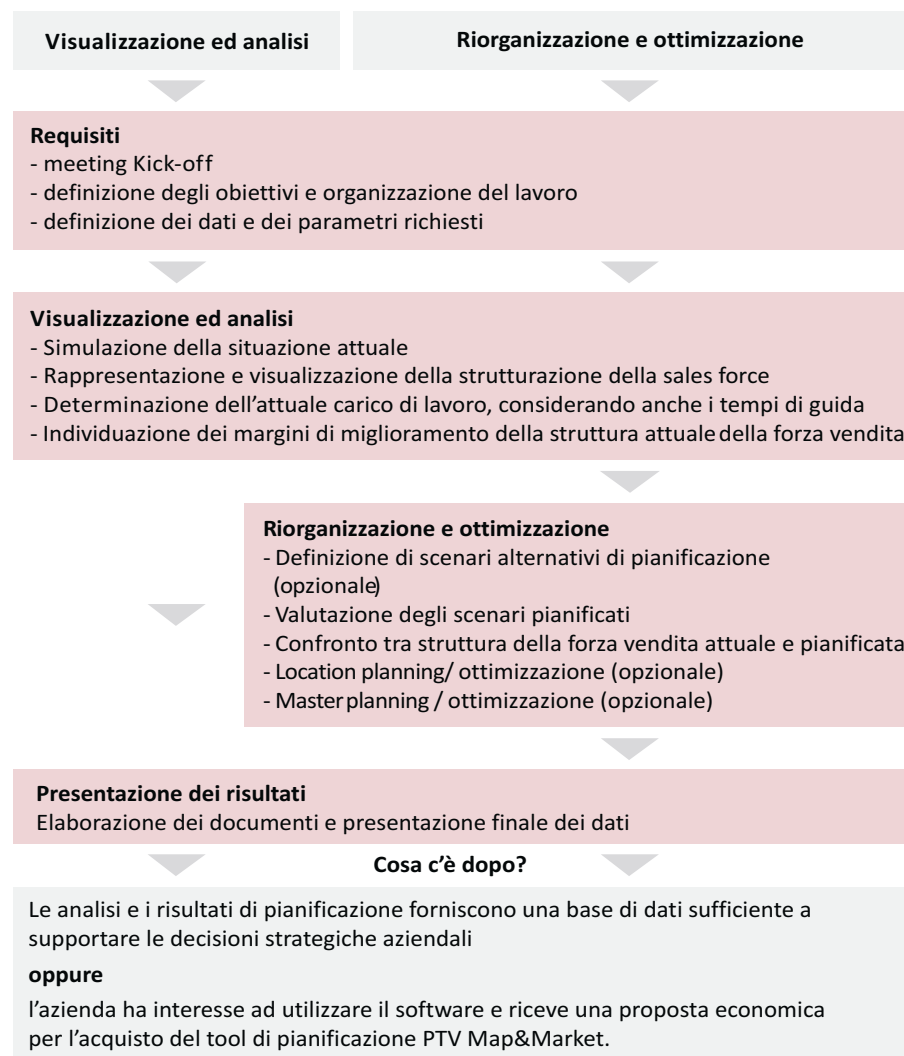 Visualizzazione ed analisi
Riorganizzazione e ottimizzazione
Requisiti
- meeting Kick-off
- definizione degli obiettivi e organizzazione del lavoro
- definizione dei dati e dei parametri richiesti
Visualizzazione ed analisi
- Simulazione della situazione attuale
- Rappresentazione e visualizzazione della strutturazione della sales force
- Determinazione dell'attuale carico di lavoro, considerando anche i tempi di guida
- Individuazione dei margini di miglioramento della struttura attuale della forza vendita
Riorganizzazione e ottimizzazione
- Definizione di scenari alternativi di pianificazione
(opzionale)
- Valutazione degli scenari pianificati
- Confronto tra struttura della forza vendita attuale e pianificata
- Location planning/ ottimizzazione (opzionale)
- Master planning / ottimizzazione (opzionale)
Presentazione dei risultati
Elaborazione dei documenti e presentazione finale dei dati
Cosa c'è dopo?
Le analisi e i risultati di pianificazione forniscono una base di dati sufficiente a
supportare le decisioni strategiche aziendali
oppure
l'azienda ha interesse ad utilizzare il software e riceve una proposta economica
per l'acquisto del tool di pianificazione PTV Map&Market.